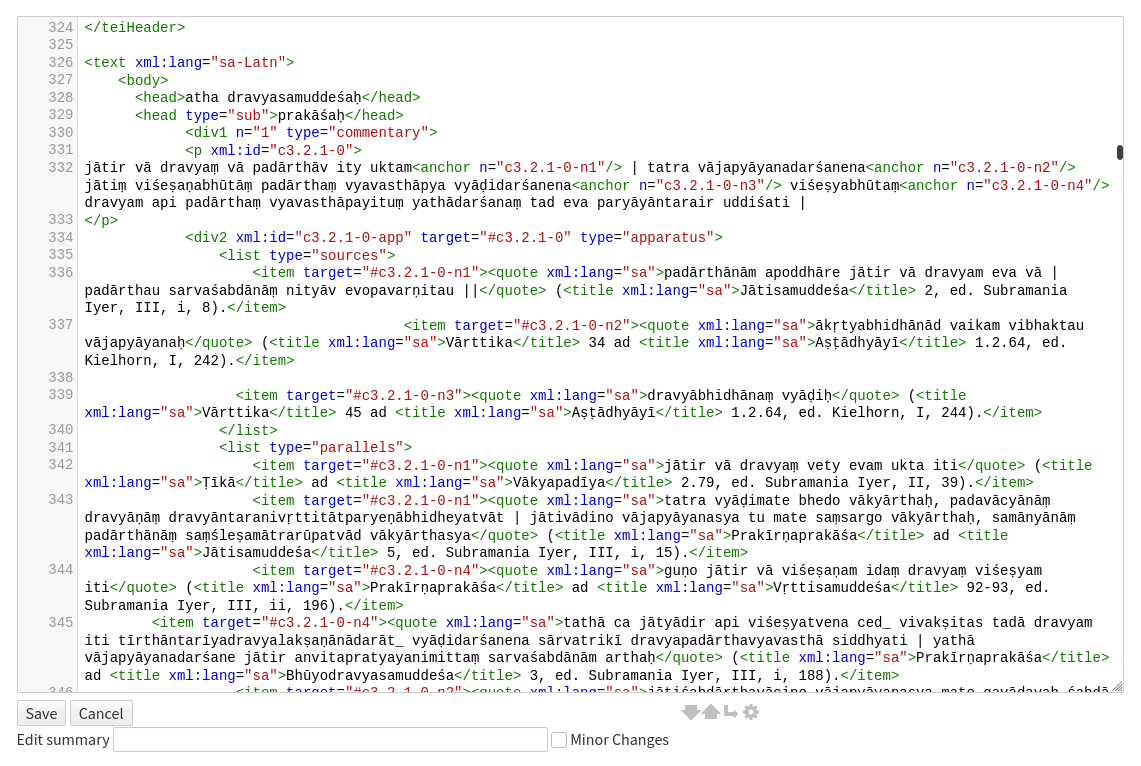 324 </teiHeader>
325
326 <text xml:lang="sa-Latn">
327 <body>
328 <head>atha dravyasamuddeśaḥ</head>
329 <head type="sub">prakāśaḥ</head>
330 <div1 n="1" type="commentary">
331 <p xml:id="c3.2.1-0">
332 jātir vā dravyaṃ vā padārthāv ity uktam<anchor n="c3.2.1-0-n1"/> | tatra vājapyāyanadarśanena<anchor n="c3.2.1-0-n2"/>
jātiṃ viśeṣaṇabhūtāṃ padārthaṃ vyavasthāpya vyāḍidarśanena<anchor n="c3.2.1-0-n3"/> viśeṣyabhūtaṃ<anchor n="c3.2.1-0-n4"/>
dravyam api padārthaṃ vyavasthāpayituṃ yathādarśanaṃ tad eva paryāyāntarair uddiśati |
333 </p>
334 <div2 xml:id="c3.2.1-0-app" target="#c3.2.1-0" type="apparatus">
335 <list type="sources">
336 <item target="#c3.2.1-0-n1"><quote xml:lang="sa">padārthānām apoddhāre jātir vā dravyam eva vā |
padārthau sarvaśabdānāṃ nityāv evopavarṇitau ||</quote> (<title xml:lang="sa">Jātisamuddeśa</title> 2, ed. Subramania
Iyer, III, i, 8).</item>
337 <item target="#c3.2.1-0-n2"><quote xml:lang="sa">ākṛtyabhidhānād vaikam vibhaktau
vājapyāyanaḥ</quote> (<title xml:lang="sa">Vārttika</title> 34 ad <title xml:lang="sa">Aṣṭādhyāyī</title> 1.2.64, ed.
Kielhorn, I, 242).</item>
338
339 <item target="#c3.2.1-0-n3"><quote xml:lang="sa">dravyābhidhānaṃ vyāḍiḥ</quote> (<title
xml:lang="sa">Vārttika</title> 45 ad <title xml:lang="sa">Aṣṭādhyāyī</title> 1.2.64, ed. Kielhorn, I, 244).</item>
340 </list>
341 <list type="parallels">
342 <item target="#c3.2.1-0-n1"><quote xml:lang="sa">jātir vā dravyaṃ vety evam ukta iti</quote> (<title
xml:lang="sa">Ṭīkā</title> ad <title xml:lang="sa">Vākyapadīya</title> 2.79, ed. Subramania Iyer, II, 39).</item>
343 <item target="#c3.2.1-0-n1"><quote xml:lang="sa">tatra vyāḍimate bhedo vākyārthaḥ, padavācyānāṃ
dravyāṇāṃ dravyāntaranivṛttitātparyeṇābhidheyatvāt | jātivādino vājapyāyanasya tu mate saṃsargo vākyārthaḥ, samānyānāṃ
padārthānāṃ saṃśleṣamātrarūpatvād vākyārthasya</quote> (<title xml:lang="sa">Prakīrṇaprakāśa</title> ad <title
xml:lang="sa">Jātisamuddeśa</title> 5, ed. Subramania Iyer, III, i, 15).</item>
344 <item target="#c3.2.1-0-n4"><quote xml:lang="sa">guṇo jātir vā viśeṣaṇam idaṃ dravyaṃ viśeṣyam
iti</quote> (<title xml:lang="sa">Prakīrṇaprakāśa</title> ad <title xml:lang="sa">Vṛttisamuddeśa</title> 92-93, ed.
Subramania Iyer, III, ii, 196).</item>
345 <item target="#c3.2.1-0-n4"><quote xml:lang="sa">tathā ca jātyādir api viśeṣyatvena ced_ vivakṣitas tadā dravyam
iti tīrthāntarīyadravyalakṣaṇānādarāt_ vyāḍidarśanena sārvatrikī dravyapadārthavyavasthā siddhyati | yathā
vājapyāyanadarśane jātir anvitapratyayanimittaṃ sarvaśabdānām arthaḥ</quote> (<title xml:lang="sa">Prakīrṇaprakāśa</title>
ad <title xml:lang="sa">Bhūyodravyasamuddeśa</title> 3, ed. Subramania Iyer, III, i, 188).</item>
Save Cancel
Edit summary Minor Changes